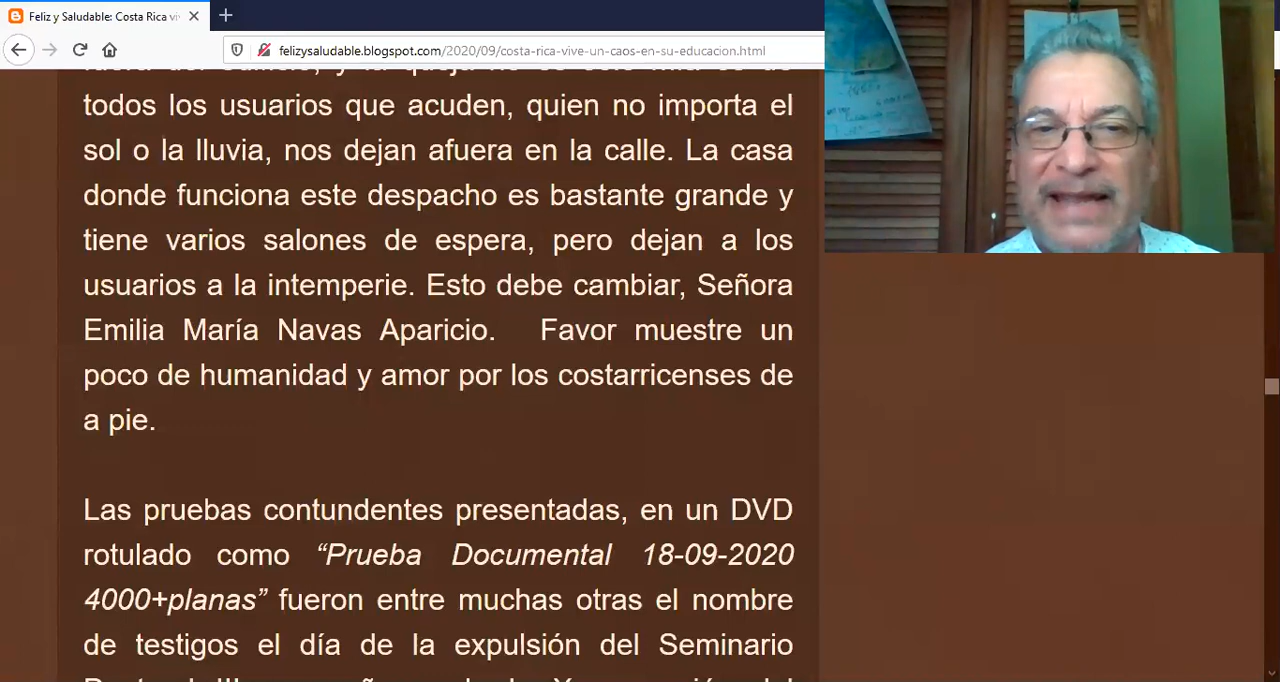 Feliz y Saludable: Costa Rica viv
felizysaludable.blogspot.com/2020/09/costa-rica-vive-un-caos-en-su-educacion.html
todos los usuarios que acuden, quien no importa el
sol o la lluvia, nos dejan afuera en la calle. La casa
donde funciona este despacho es bastante grande y
tiene varios salones de espera, pero dejan a los
usuarios a la intemperie. Esto debe cambiar, Señora
Emilia María Navas Aparicio. Favor muestre un
poco de humanidad y amor por los costarricenses de
a pie.
Las pruebas contundentes presentadas, en un DVD
rotulado como “Prueba Documental 18-09-2020
4000+planas” fueron entre muchas otras el nombre
de testigos el día de la expulsión del Seminario